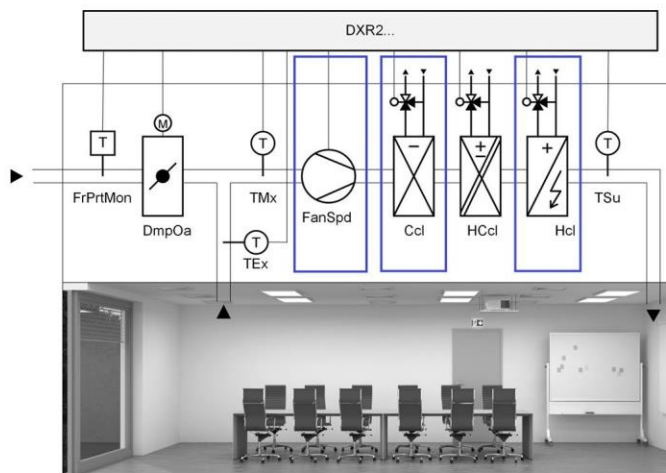 DXR2...
M
T
T
T
−
±
+
FrPrtMon
DmpOa
TMx
FanSpd
Ccl
HCcl
Hcl
TSu
T
TEx